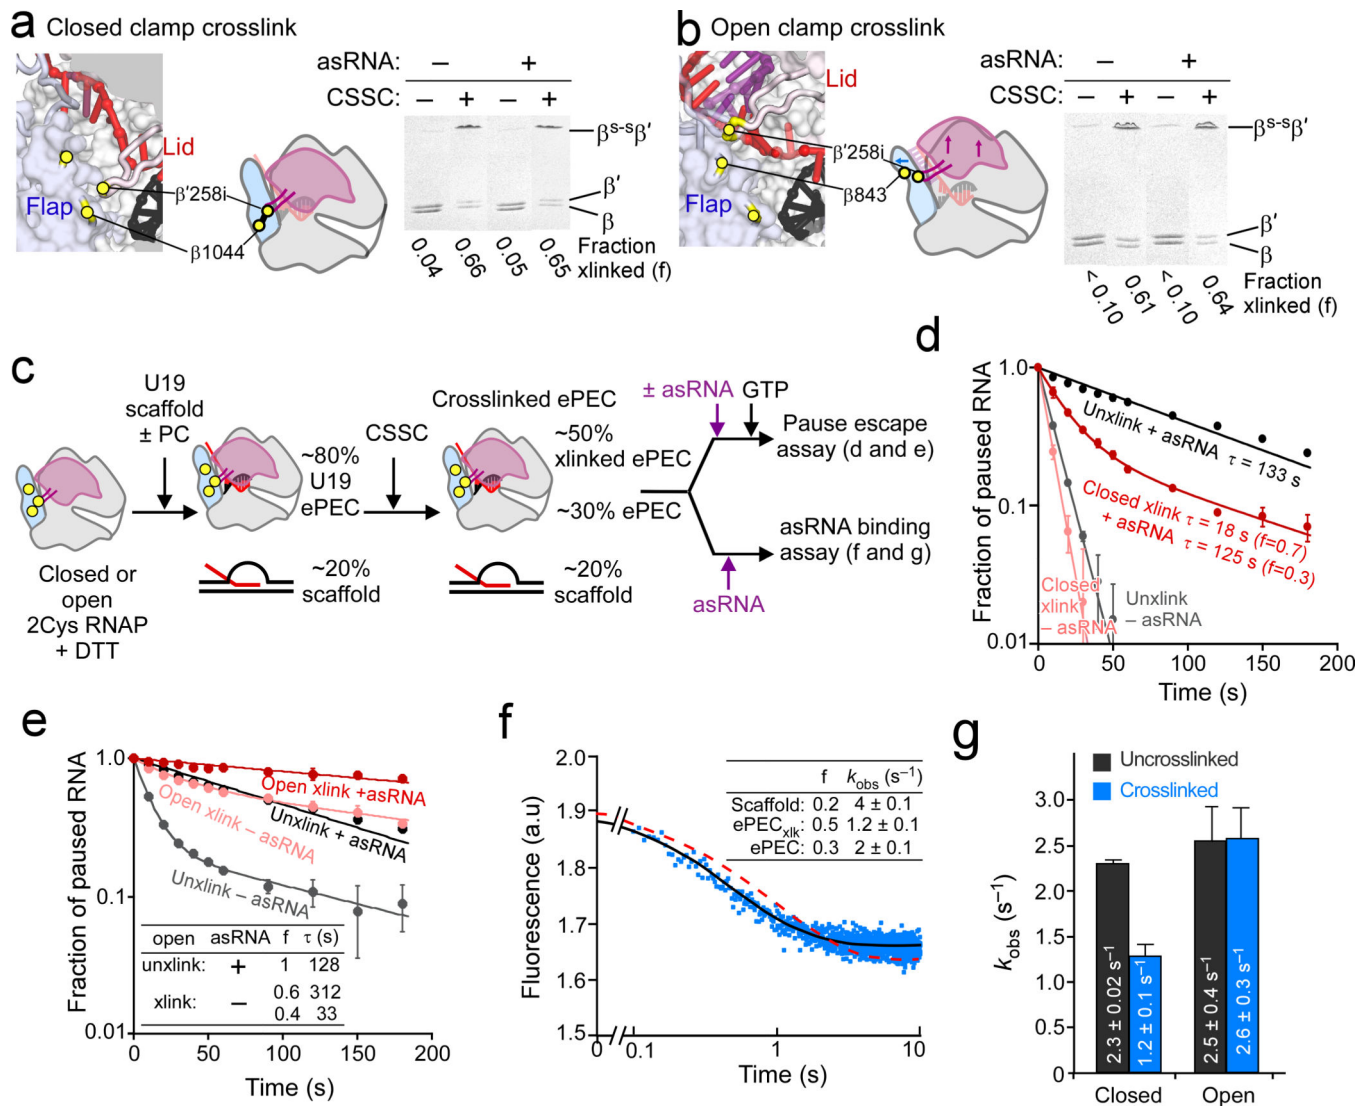 a Closed clamp crosslink
asRNA: − +
CSSC: − + − +
Lid
β'258i
Flap
β1044
βs-sβ'
β'
β
0.04 0.66 0.05 0.65
Fraction
xlinked (f)
b Open clamp crosslink
asRNA: − +
CSSC: − + − +
Lid
β'258i
β843
Flap
βs-sβ'
β'
β
<0.10 0.61 <0.10 0.64
Fraction
xlinked (f)
c
U19
scaffold
± PC
Closed or
open
2Cys RNAP
+ DTT
~80%
U19
ePEC
~20%
scaffold
CSSC
Crosslinked ePEC
~50%
xlinked ePEC
~30% ePEC
~20%
scaffold
± asRNA
GTP
Pause escape
assay (d and e)
asRNA binding
assay (f and g)
asRNA
d
Fraction of paused RNA
1.0
0.1
0.01
Unxlink + asRNA τ = 133 s
Closed xlink τ = 18 s (f=0.7)
+ asRNA τ = 125 s (f=0.3)
Closed
xlink
– asRNA
Unxlink
– asRNA
0 50 100 150 200
Time (s)
e
Fraction of paused RNA
1.0
0.1
0.01
Open xlink +asRNA
Unxlink + asRNA
Open xlink – asRNA
Unxlink – asRNA
open asRNA f τ (s)
unxlink: + 1 128
xlink: − 0.6 312
0.4 33
0 50 100 150 200
Time (s)
f
Fluorescence (a.u)
2.0
1.9
1.8
1.7
1.6
1.5
f kobs (s−1)
Scaffold: 0.2 4 ± 0.1
ePECxlk: 0.5 1.2 ± 0.1
ePEC: 0.3 2 ± 0.1
0 0.1 1 10
Time (s)
g
Uncrosslinked
Crosslinked
kobs (s−1)
3.0
2.5
2.0
1.5
1.0
0.5
0
2.3 ± 0.02 s−1
1.2 ± 0.1 s−1
2.5 ± 0.4 s−1
2.6 ± 0.3 s−1
Closed Open